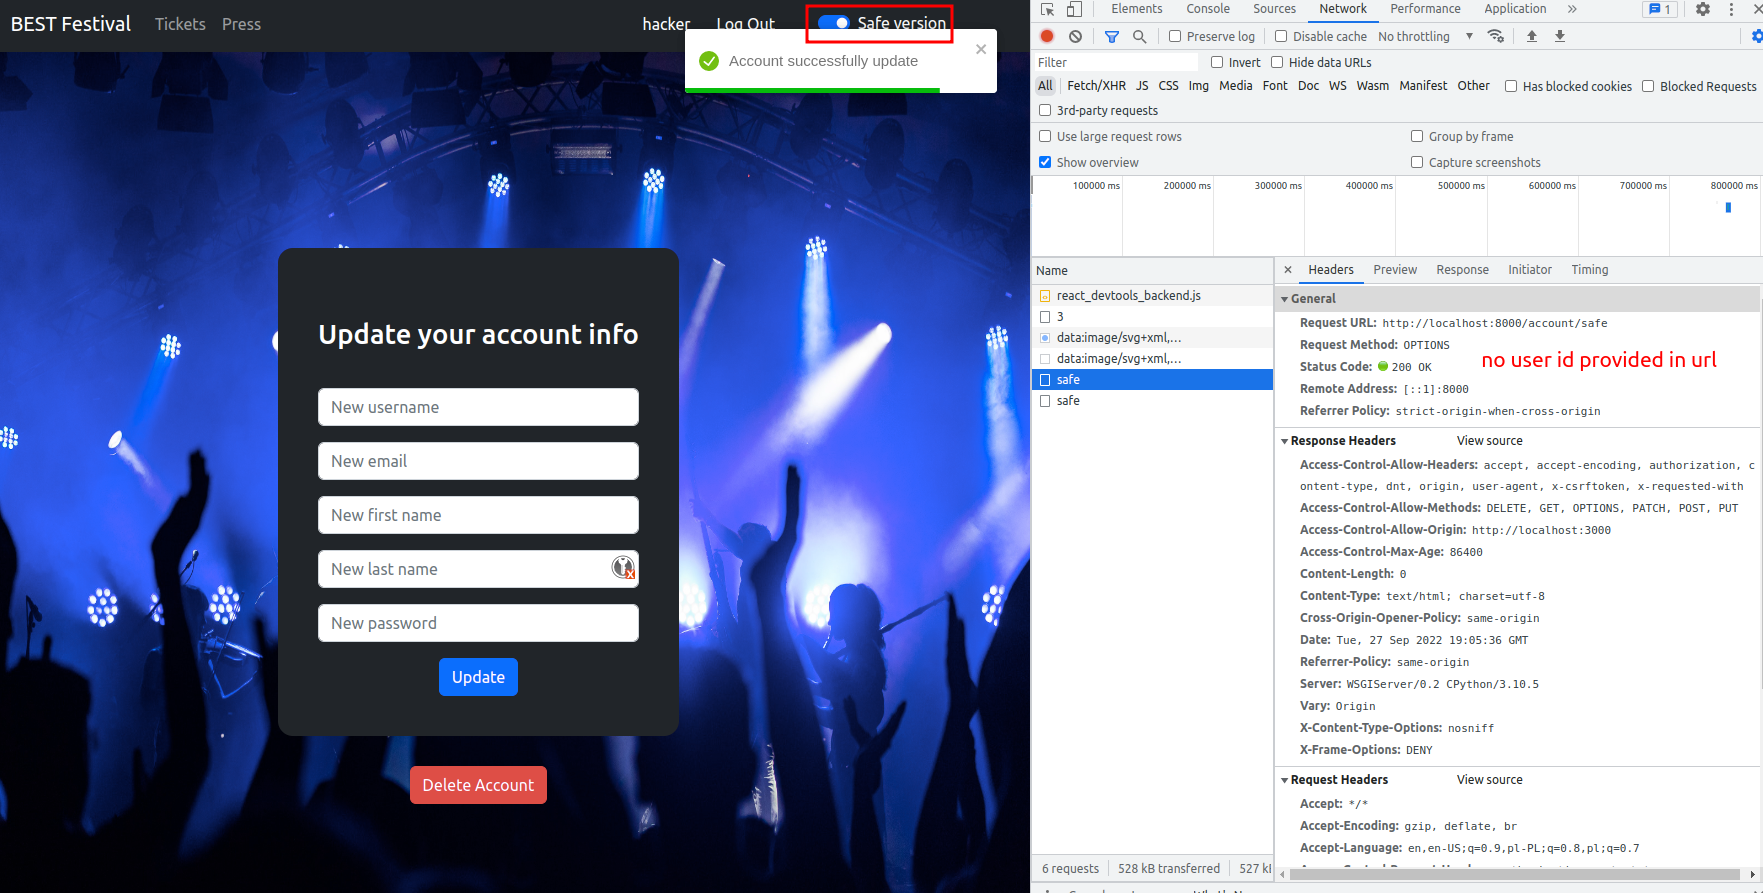 BEST Festival
Tickets
Press
hacker
Log Out
Safe version
Account successfully update
×
Update your account info
New username
New email
New first name
New last name
New password
Update
Delete Account
Elements
Console
Sources
Network
Performance
Application
»
1
Preserve log
Disable cache
No throttling
Filter
Invert
Hide data URLs
All
Fetch/XHR
JS
CSS
Img
Media
Font
Doc
WS
Wasm
Manifest
Other
Has blocked cookies
Blocked Requests
3rd-party requests
Use large request rows
Group by frame
Show overview
Capture screenshots
100000 ms
200000 ms
300000 ms
400000 ms
500000 ms
600000 ms
700000 ms
800000 ms
Name
react_devtools_backend.js
3
data:image/svg+xml,...
data:image/svg+xml,...
safe
safe
6 requests
528 kB transferred
527 k
× Headers Preview Response Initiator Timing
General
Request URL: http://localhost:8000/account/safe
Request Method: OPTIONS
no user id provided in url
Status Code: 200 OK
Remote Address: [::1]:8000
Referrer Policy: strict-origin-when-cross-origin
Response Headers View source
Access-Control-Allow-Headers: accept, accept-encoding, authorization, c
ontent-type, dnt, origin, user-agent, x-csrftoken, x-requested-with
Access-Control-Allow-Methods: DELETE, GET, OPTIONS, PATCH, POST, PUT
Access-Control-Allow-Origin: http://localhost:3000
Access-Control-Max-Age: 86400
Content-Length: 0
Content-Type: text/html; charset=utf-8
Cross-Origin-Opener-Policy: same-origin
Date: Tue, 27 Sep 2022 19:05:36 GMT
Referrer-Policy: same-origin
Server: WSGIServer/0.2 CPython/3.10.5
Vary: Origin
X-Content-Type-Options: nosniff
X-Frame-Options: DENY
Request Headers View source
Accept: */*
Accept-Encoding: gzip, deflate, br
Accept-Language: en,en-US;q=0.9,pl-PL;q=0.8,pl;q=0.7